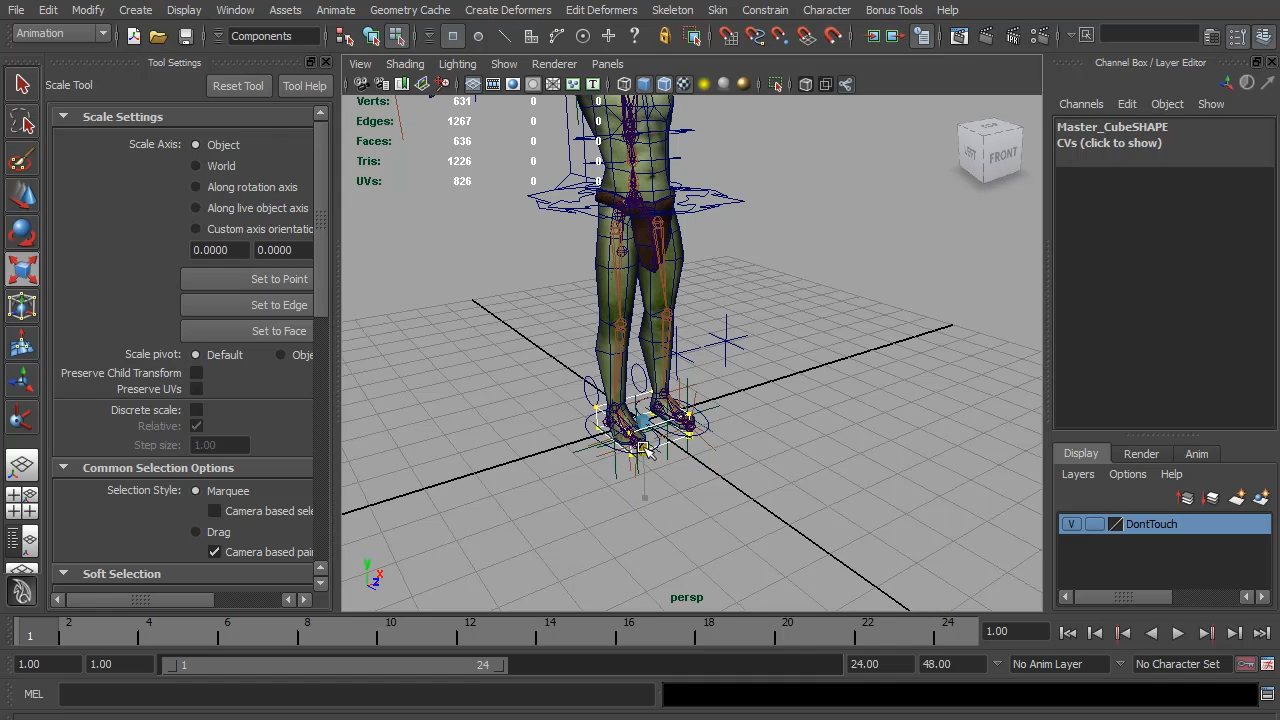 File Edit Modify Create Display Window Assets Animate Geometry Cache Create Deformers Edit Deformers Skeleton Skin Constrain Character Bonus Tools Help
Animation Components
Tool Settings
Channel Box / Layer Editor
View Shading Lighting Show Renderer Panels
Scale Tool Reset Tool Tool Help
Channels Edit Object Show
Verts: 631 0 0
Edges: 1267 0 0
Faces: 636 0 0
Tris: 1226 0 0
UVs: 826 0 0
Scale Settings
Scale Axis: Object
World
Along rotation axis
Along live object axis
Custom axis orientatio
0.0000 0.0000
Set to Point
Set to Edge
Set to Face
Scale pivot: Default Obje
Preserve Child Transform
Preserve UVs
Discrete scale:
Relative:
Step size: 1.00
Common Selection Options
Selection Style: Marquee
Camera based sele
Drag
Camera based pain
Soft Selection
LEFT FRONT
y
x
z
persp
Master_CubeSHAPE
CVs (click to show)
Display Render Anim
Layers Options Help
V DontTouch
1 2 4 6 8 10 12 14 16 18 20 22 24 1.00
1.00 1.00 1 24 24.00 48.00 No Anim Layer No Character Set
MEL